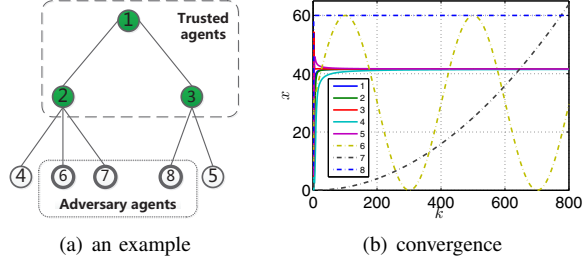 Trusted
agents
1
2
3
4
6
7
8
5
Adversary agents
(a) an example
60
40
20
0
x
1
2
3
4
5
6
7
8
0 200 400 600 800
k
(b) convergence